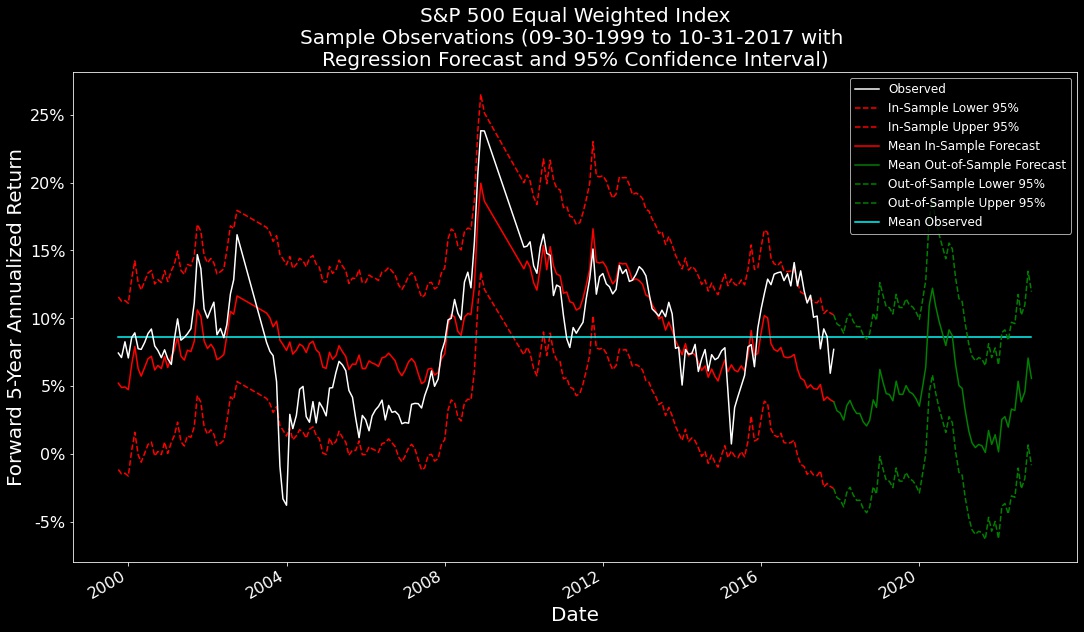 S&P 500 Equal Weighted Index
Sample Observations (09-30-1999 to 10-31-2017 with
Regression Forecast and 95% Confidence Interval)
Observed
In-Sample Lower 95%
In-Sample Upper 95%
Mean In-Sample Forecast
Mean Out-of-Sample Forecast
Out-of-Sample Lower 95%
Out-of-Sample Upper 95%
Mean Observed
Forward 5-Year Annualized Return
25%
20%
15%
10%
5%
0%
-5%
2000
2004
2008
2012
2016
2020
Date